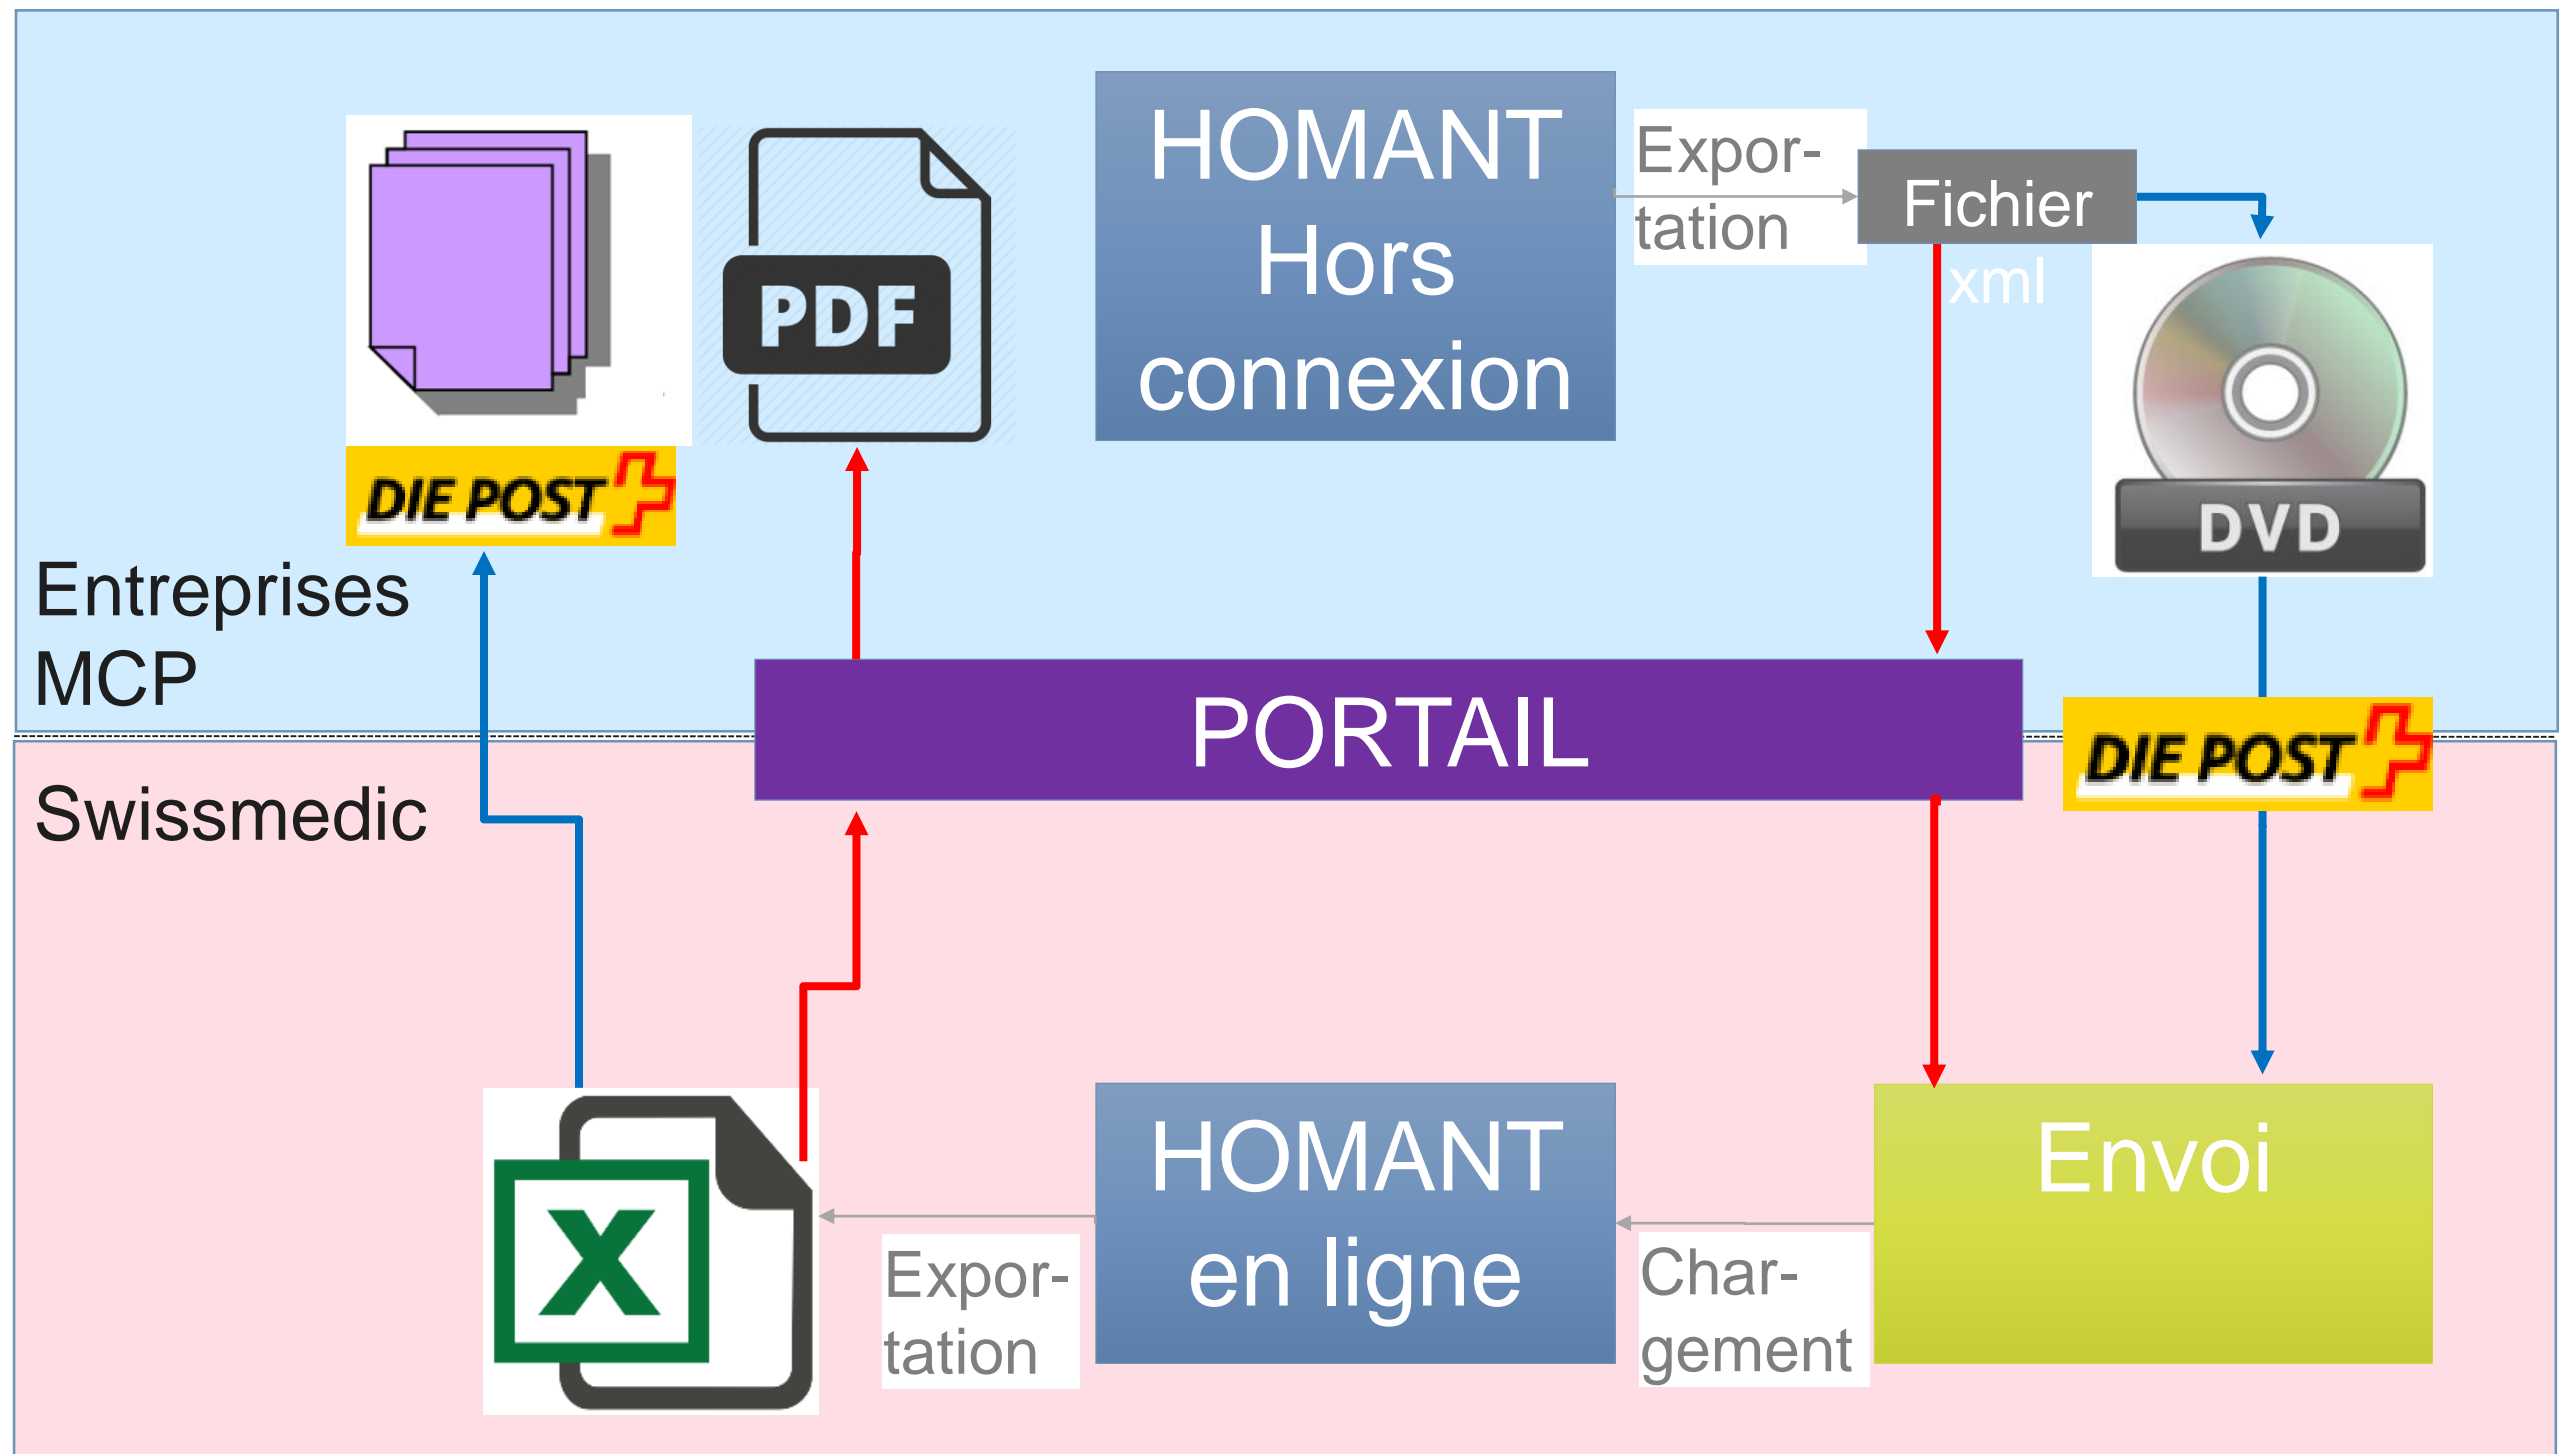 HOMANT
Hors
connexion
Expor-
tation
Fichier
xml
PDF
DIE POST
DVD
Entreprises
MCP
PORTAIL
DIE POST
Swissmedic
HOMANT
en ligne
Envoi
X
Expor-
tation
Char-
gement